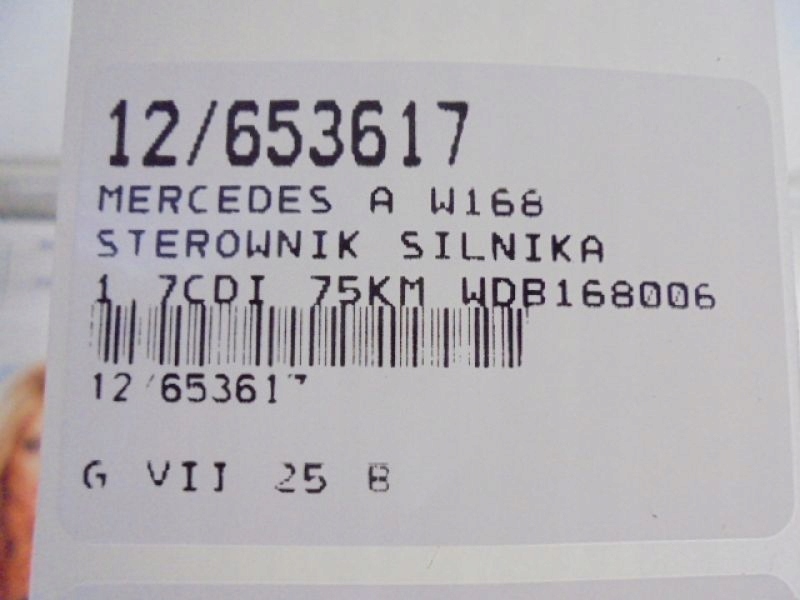 12/653617
MERCEDES A W168
STEROWNIK SILNIKA
1.7CDI 75KM WDB168006
12/653617
G VII 25 B